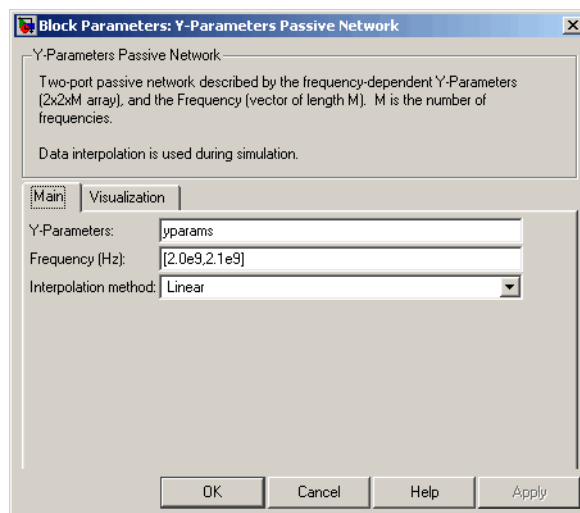 Block Parameters: Y-Parameters Passive Network
Y-Parameters Passive Network
Two-port passive network described by the frequency-dependent Y-Parameters
(2x2xM array), and the Frequency (vector of length M). M is the number of
frequencies.
Data interpolation is used during simulation.
Main Visualization
Y-Parameters: yparams
Frequency (Hz): [2.0e9,2.1e9]
Interpolation method: Linear
OK Cancel Help Apply